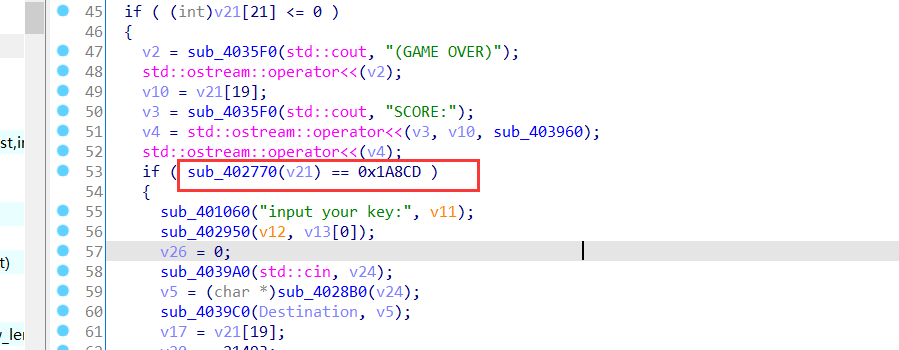 45 if ( (int)v21[21] <= 0 )
46 {
47 v2 = sub_4035F0(std::cout, "(GAME OVER)");
48 std::ostream::operator<<(v2);
49 v10 = v21[19];
50 v3 = sub_4035F0(std::cout, "SCORE:");
51 v4 = std::ostream::operator<<(v3, v10, sub_403960);
52 std::ostream::operator<<(v4);
53 if ( sub_402770(v21) == 0x1A8CD )
54 {
55 sub_401060("input your key:", v11);
56 sub_402950(v12, v13[0]);
57 v26 = 0;
58 sub_4039A0(std::cin, v24);
59 v5 = (char *)sub_4028B0(v24);
60 sub_4039C0(Destination, v5);
61 v17 = v21[19];
st,in
t)
v_len